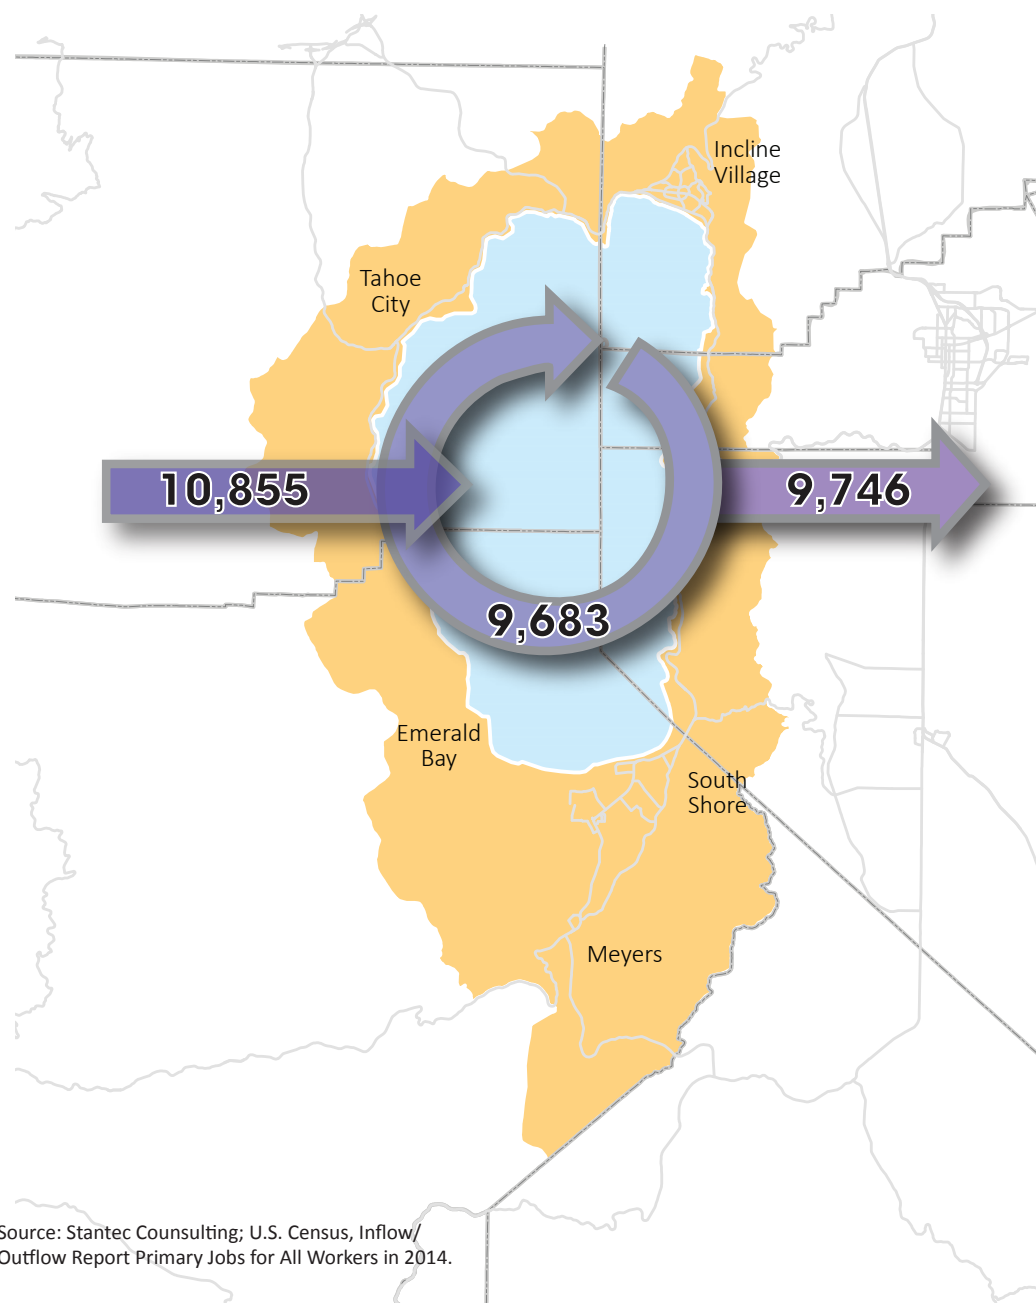 Incline
Village
Tahoe
City
10,855
9,746
9,683
Emerald
Bay
South
Shore
Meyers
Source: Stantec Counsulting; U.S. Census, Inflow/
Outflow Report Primary Jobs for All Workers in 2014.